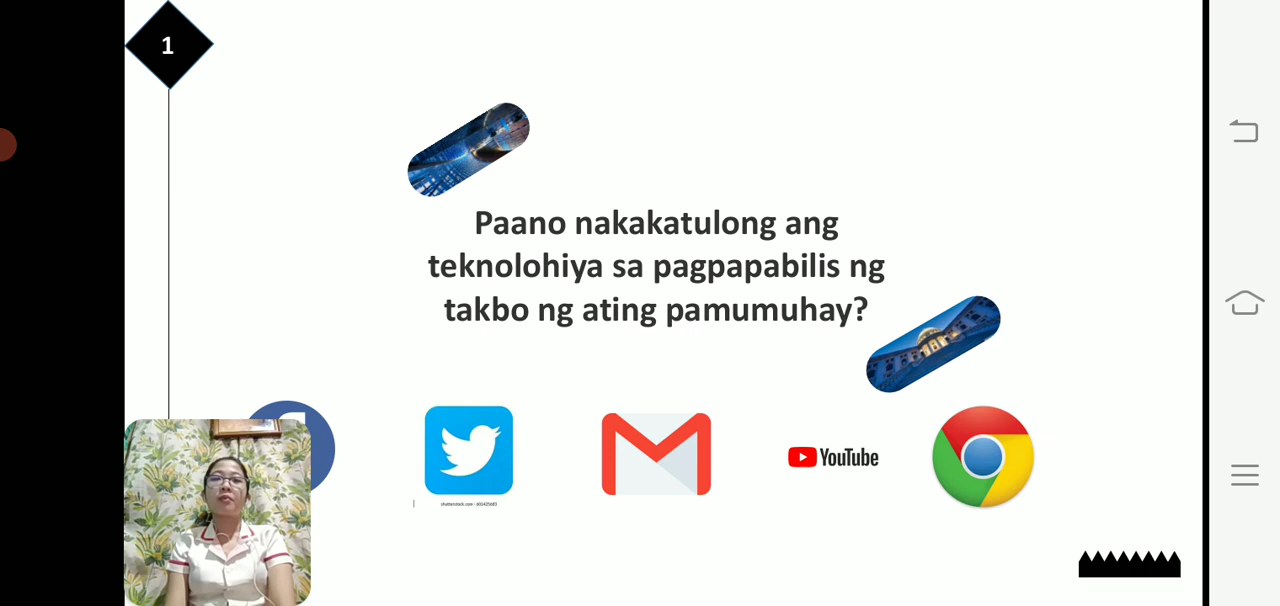 1
Paano nakakatulong ang
teknolohiya sa pagpapabilis ng
takbo ng ating pamumuhay?
YouTube